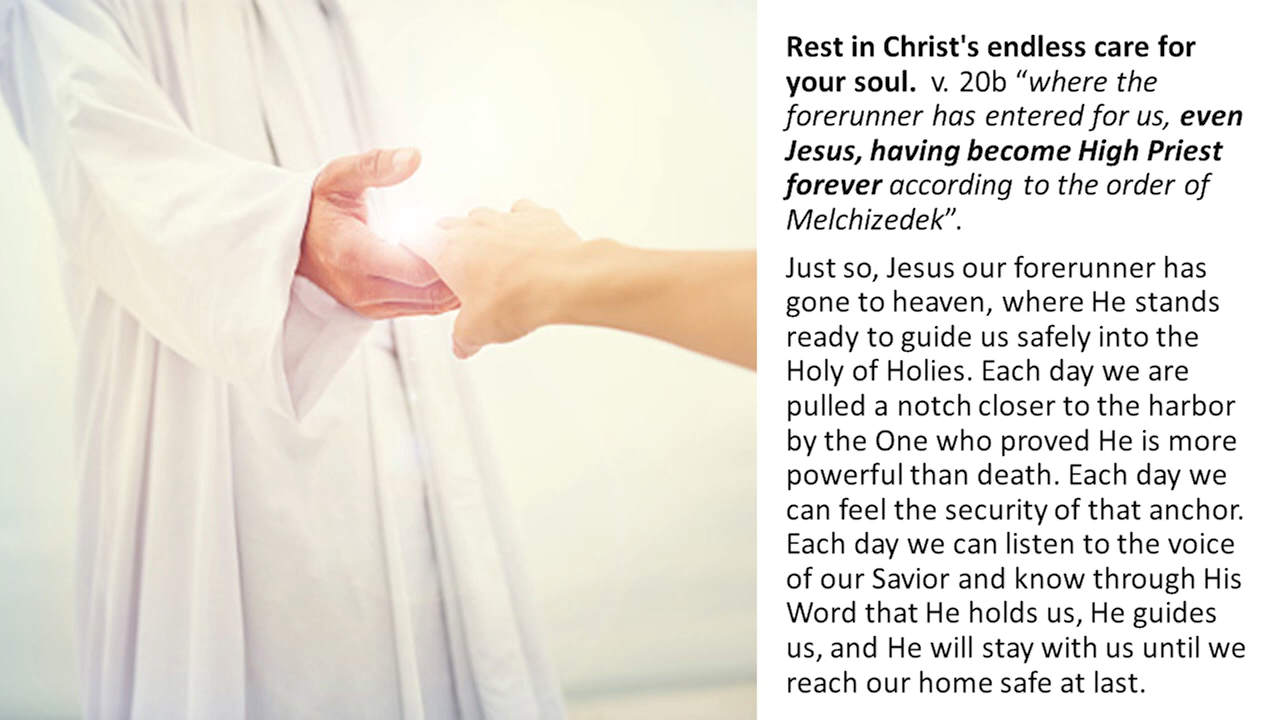 Rest in Christ's endless care for
your soul.  v. 20b “where the
forerunner has entered for us, even
Jesus, having become High Priest
forever according to the order of
Melchizedek”.
Just so, Jesus our forerunner has
gone to heaven, where He stands
ready to guide us safely into the
Holy of Holies. Each day we are
pulled a notch closer to the harbor
by the One who proved He is more
powerful than death. Each day we
can feel the security of that anchor.
Each day we can listen to the voice
of our Savior and know through His
Word that He holds us, He guides
us, and He will stay with us until we
reach our home safe at last.